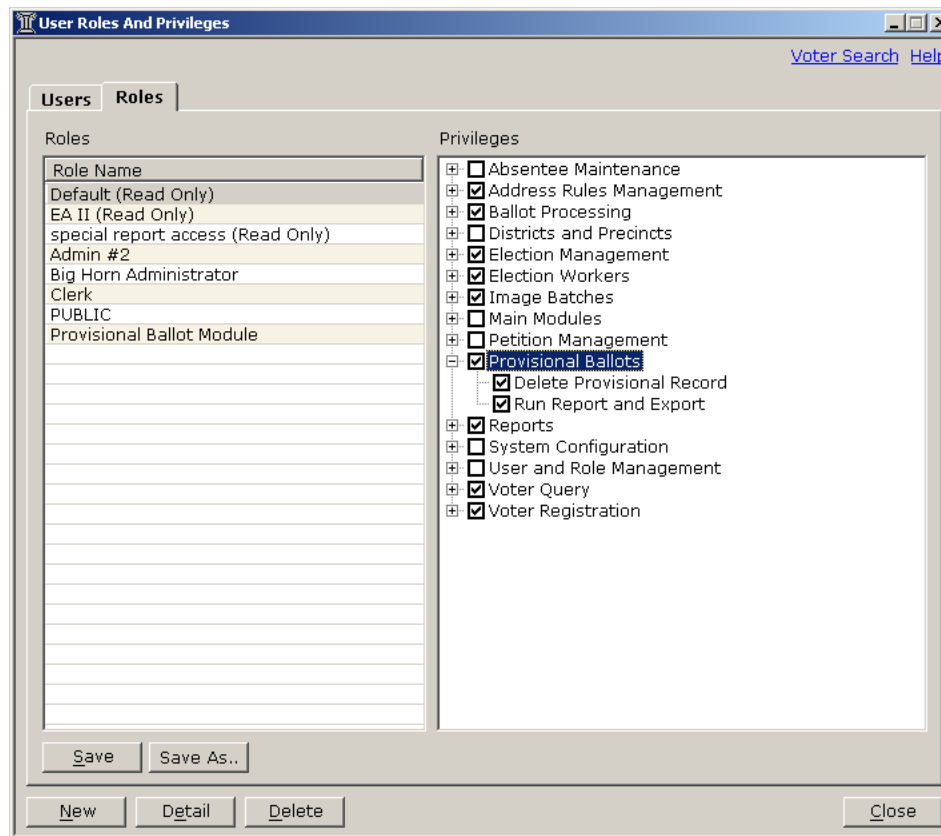 User Roles And Privileges
Voter Search Help
Users Roles
Roles
Role Name
Default (Read Only)
EA II (Read Only)
special report access (Read Only)
Admin #2
Big Horn Administrator
Clerk
PUBLIC
Provisional Ballot Module
Privileges
Absentee Maintenance
Address Rules Management
Ballot Processing
Districts and Precincts
Election Management
Election Workers
Image Batches
Main Modules
Petition Management
Provisional Ballots
Delete Provisional Record
Run Report and Export
Reports
System Configuration
User and Role Management
Voter Query
Voter Registration
Save Save As..
New Detail Delete Close